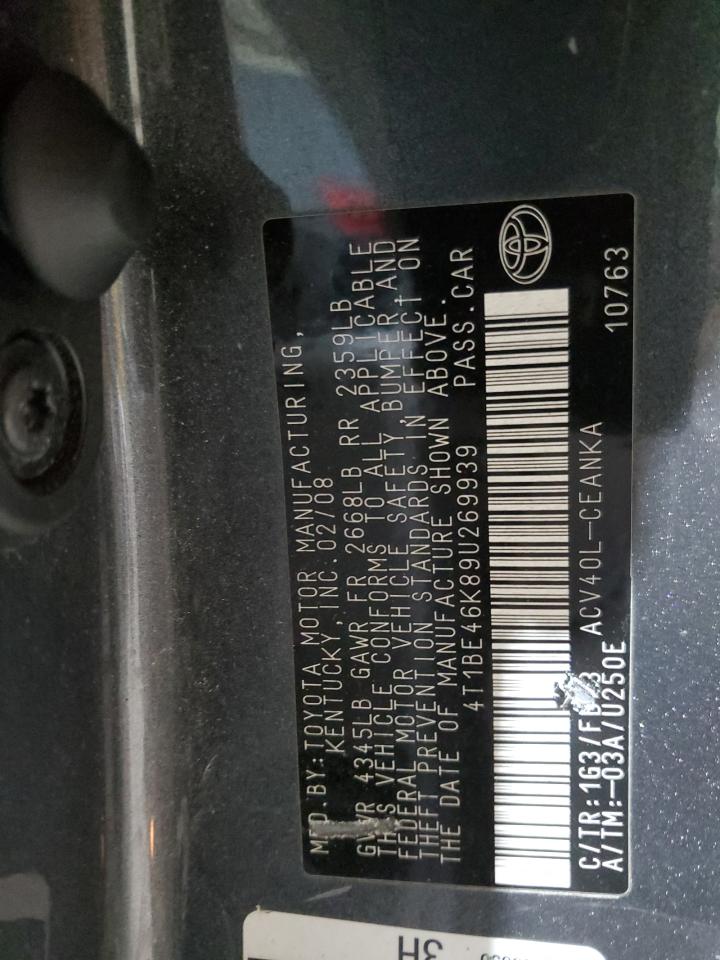 MFD.BY:TOYOTA MOTOR MANUFACTURING,
KENTUCKY,INC.02/08
GVWR 4345LB GAWR FR 2668LB RR 2359LB
THIS VEHICLE CONFORMS TO ALL APPLICABLE
FEDERAL MOTOR VEHICLE SAFETY, BUMPER,AND
THEFT PREVENTION STANDARDS IN EFFECT ON
THE DATE OF MANUFACTURE SHOWN ABOVE.
4T1BE46K89U269939 PASS.CAR
C/TR:1G3/ ACV40L-CEANKA 10763
A/TM:-03A/U250E
3H